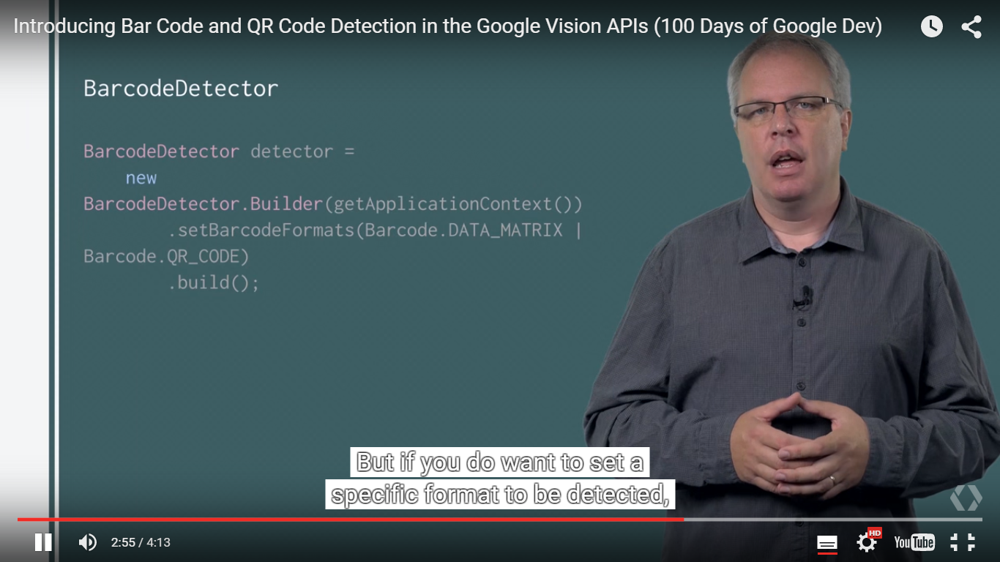 Introducing Bar Code and QR Code Detection in the Google Vision APIs (100 Days of Google Dev)
BarcodeDetector
BarcodeDetector detector =
new
BarcodeDetector.Builder(getApplicationContext())
.setBarcodeFormats(Barcode.DATA_MATRIX |
Barcode.QR_CODE)
.build();
But if you do want to set a
specific format to be detected,
2:55 / 4:13
HD
YouTube